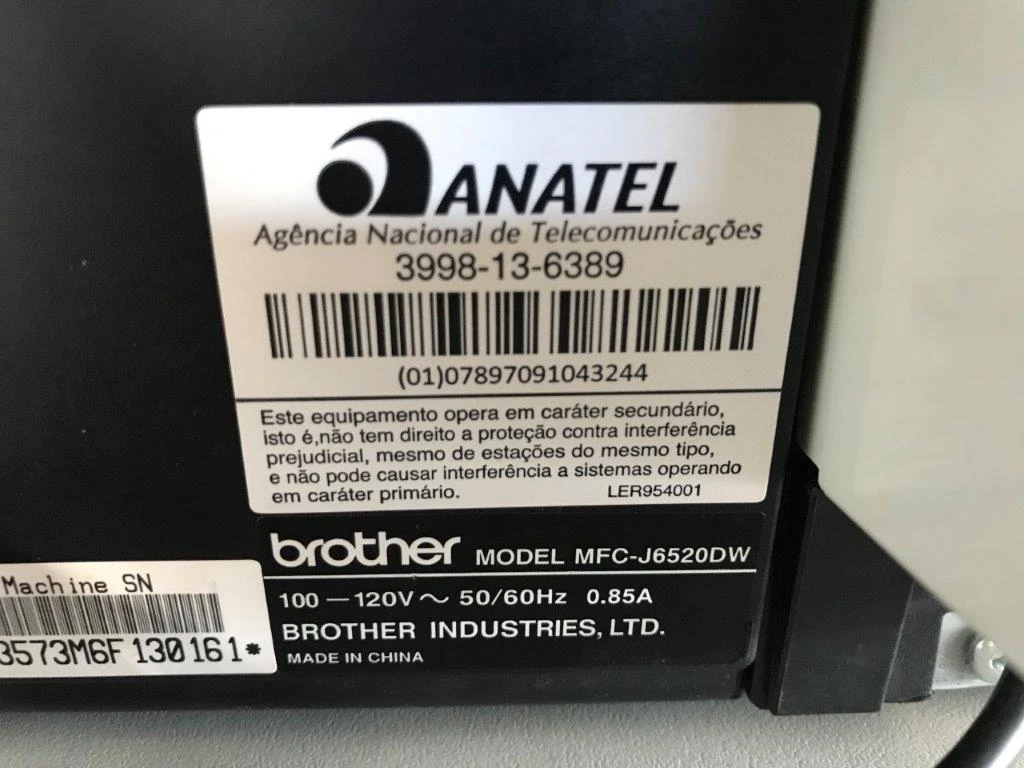 ANATEL
Agência Nacional de Telecomunicações
3998-13-6389
(01)07897091043244
Este equipamento opera em caráter secundário,
isto é,não tem direito a proteção contra interferência
prejudicial, mesmo de estações do mesmo tipo,
e não pode causar interferência a sistemas operando
em caráter primário. LER954001
brother MODEL MFC-J6520DW
100 — 120V ~ 50/60Hz 0.85A
BROTHER INDUSTRIES, LTD.
MADE IN CHINA
Machine SN
3573M6F130161*